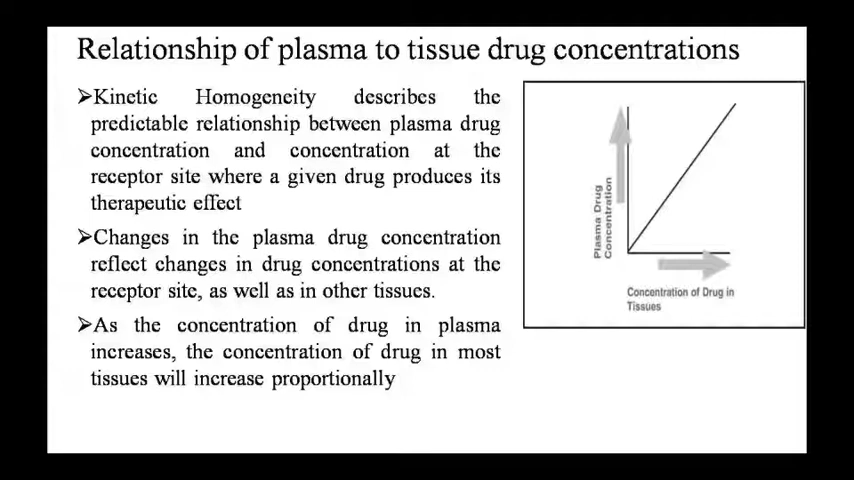 Relationship of plasma to tissue drug concentrations
➢Kinetic Homogeneity describes the
predictable relationship between plasma drug
concentration and concentration at the
receptor site where a given drug produces its
therapeutic effect
➢Changes in the plasma drug concentration
reflect changes in drug concentrations at the
receptor site, as well as in other tissues.
➢As the concentration of drug in plasma
increases, the concentration of drug in most
tissues will increase proportionally
Plasma Drug
Concentration
Concentration of Drug in
Tissues